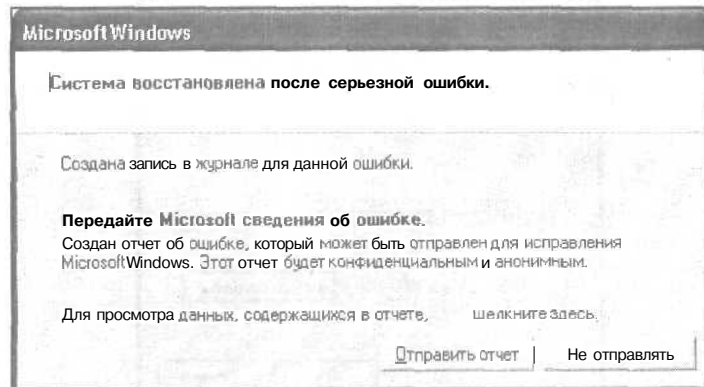 Microsoft Windows
Система восстановлена после серьезной ошибки.
Создана запись в журнале для данной ошибки.
Передайте Microsoft сведения об ошибке.
Создан отчет об ошибке, который может быть отправлен для исправления
Microsoft Windows. Этот отчет будет конфиденциальным и анонимным.
Для просмотра данных, содержащихся в отчете, щелкните здесь.
Отправить отчет Не отправлять